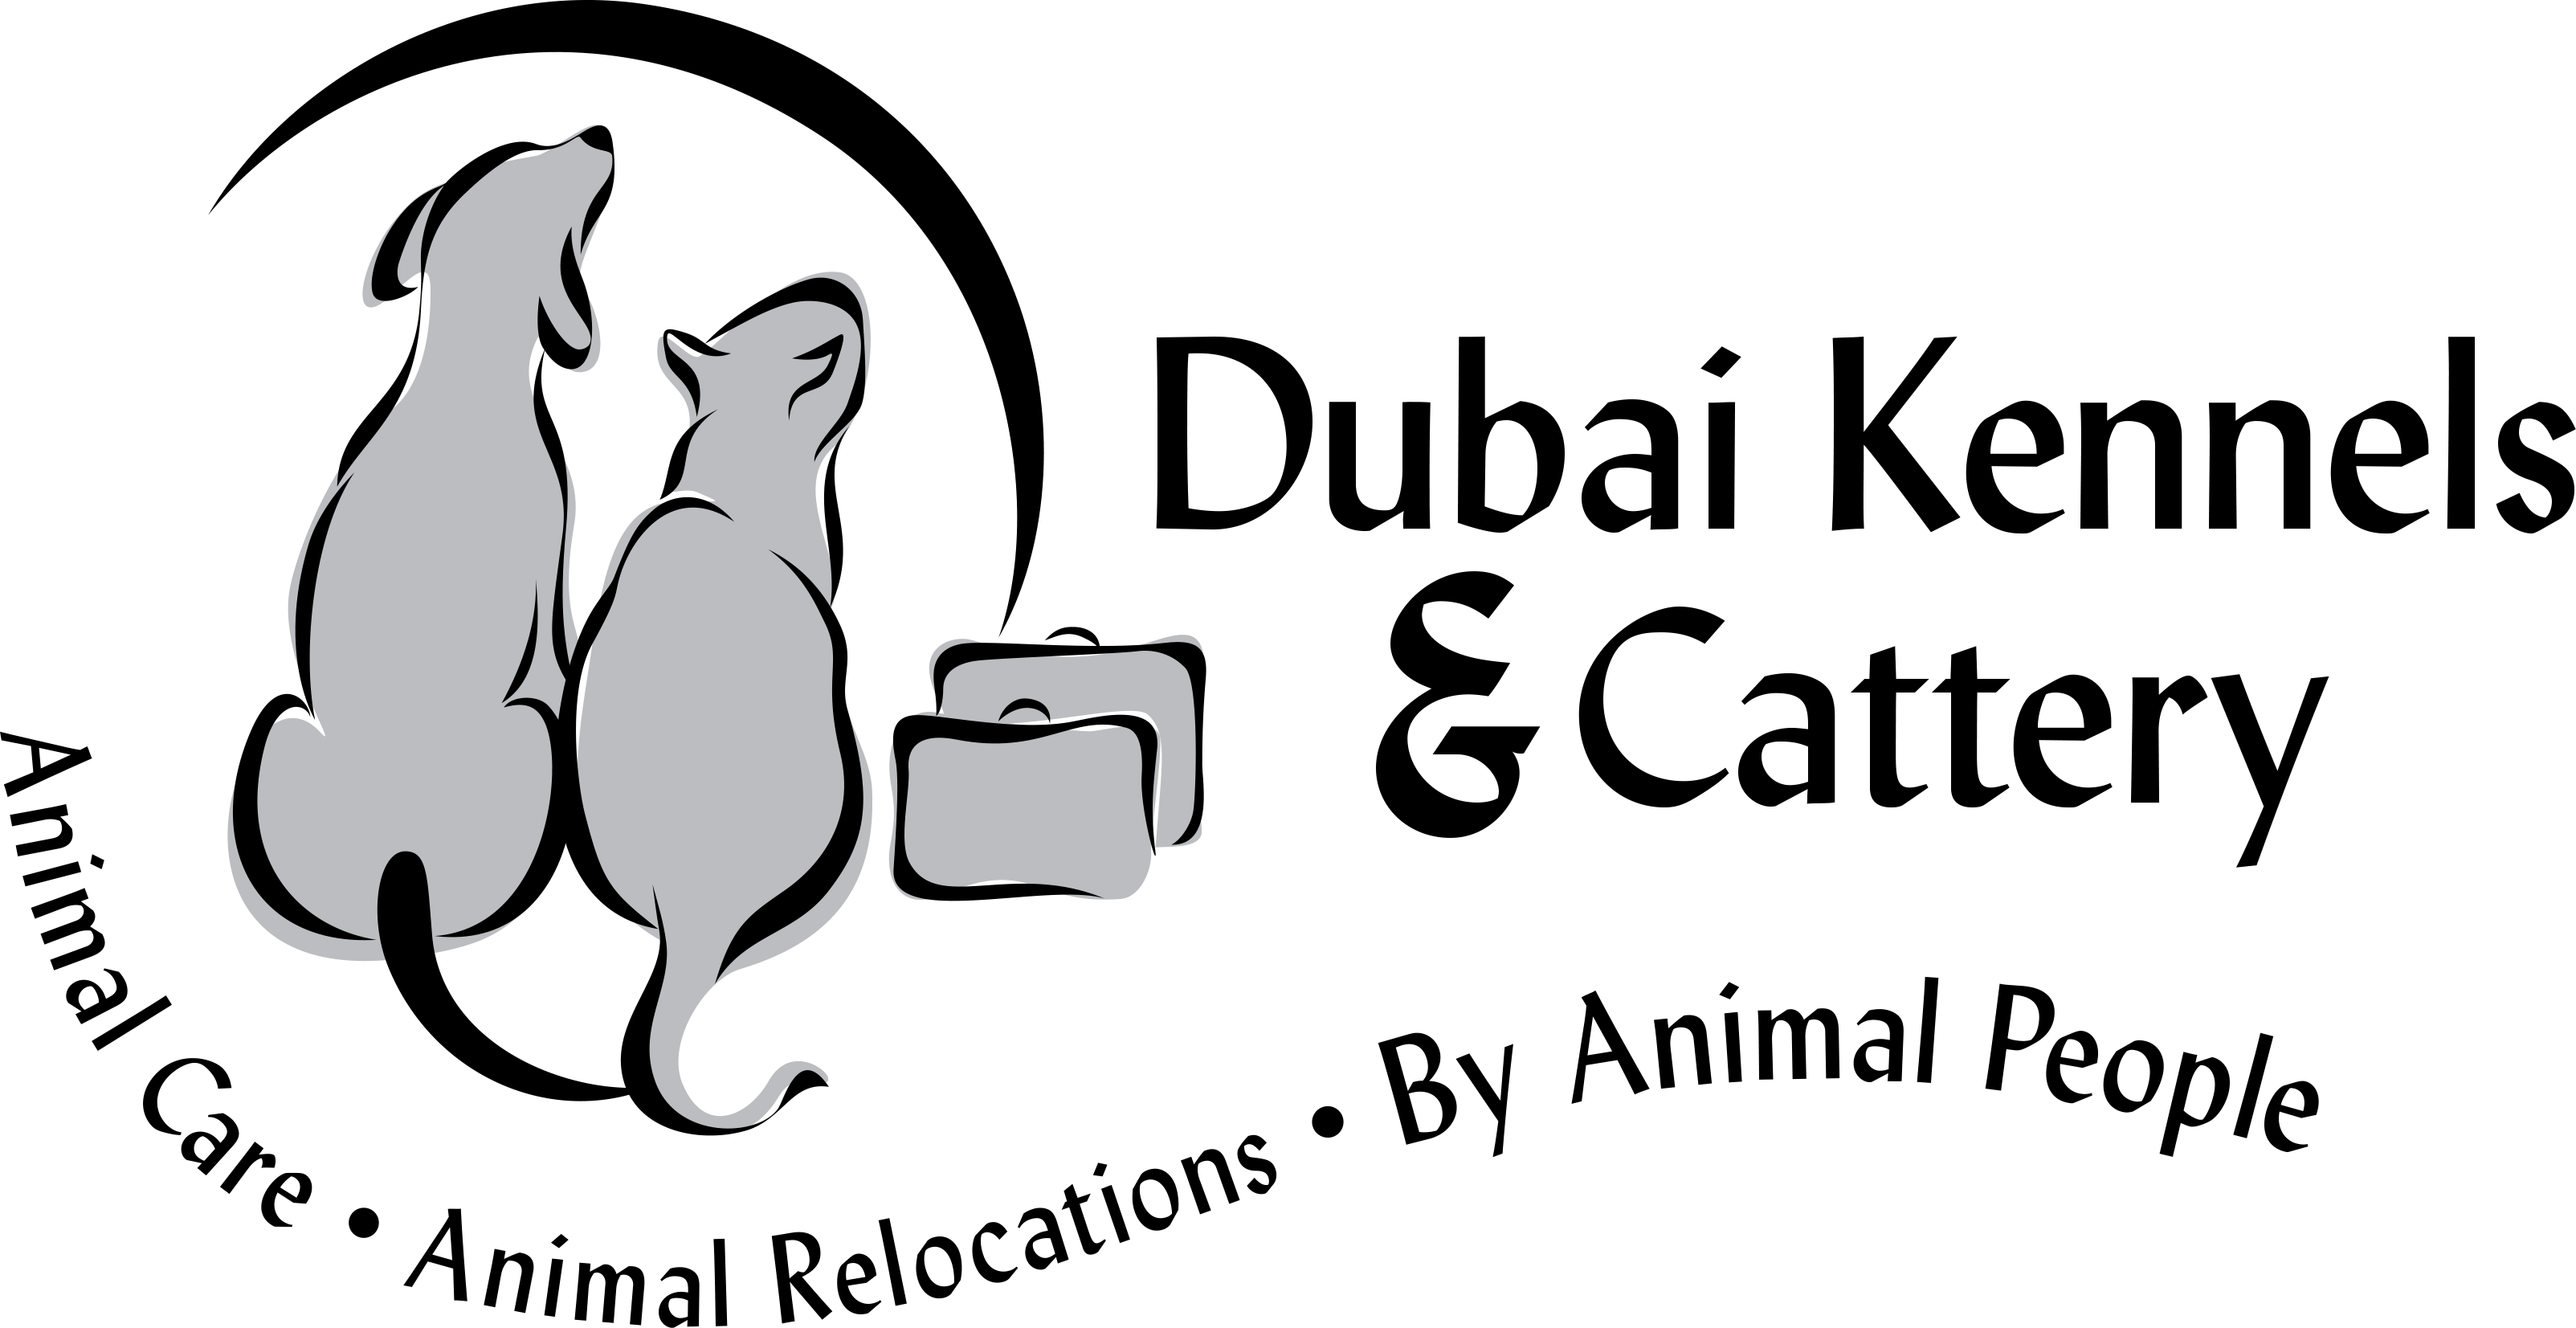 Dubai Kennels
& Cattery
Animal Care • Animal Relocations • By Animal People